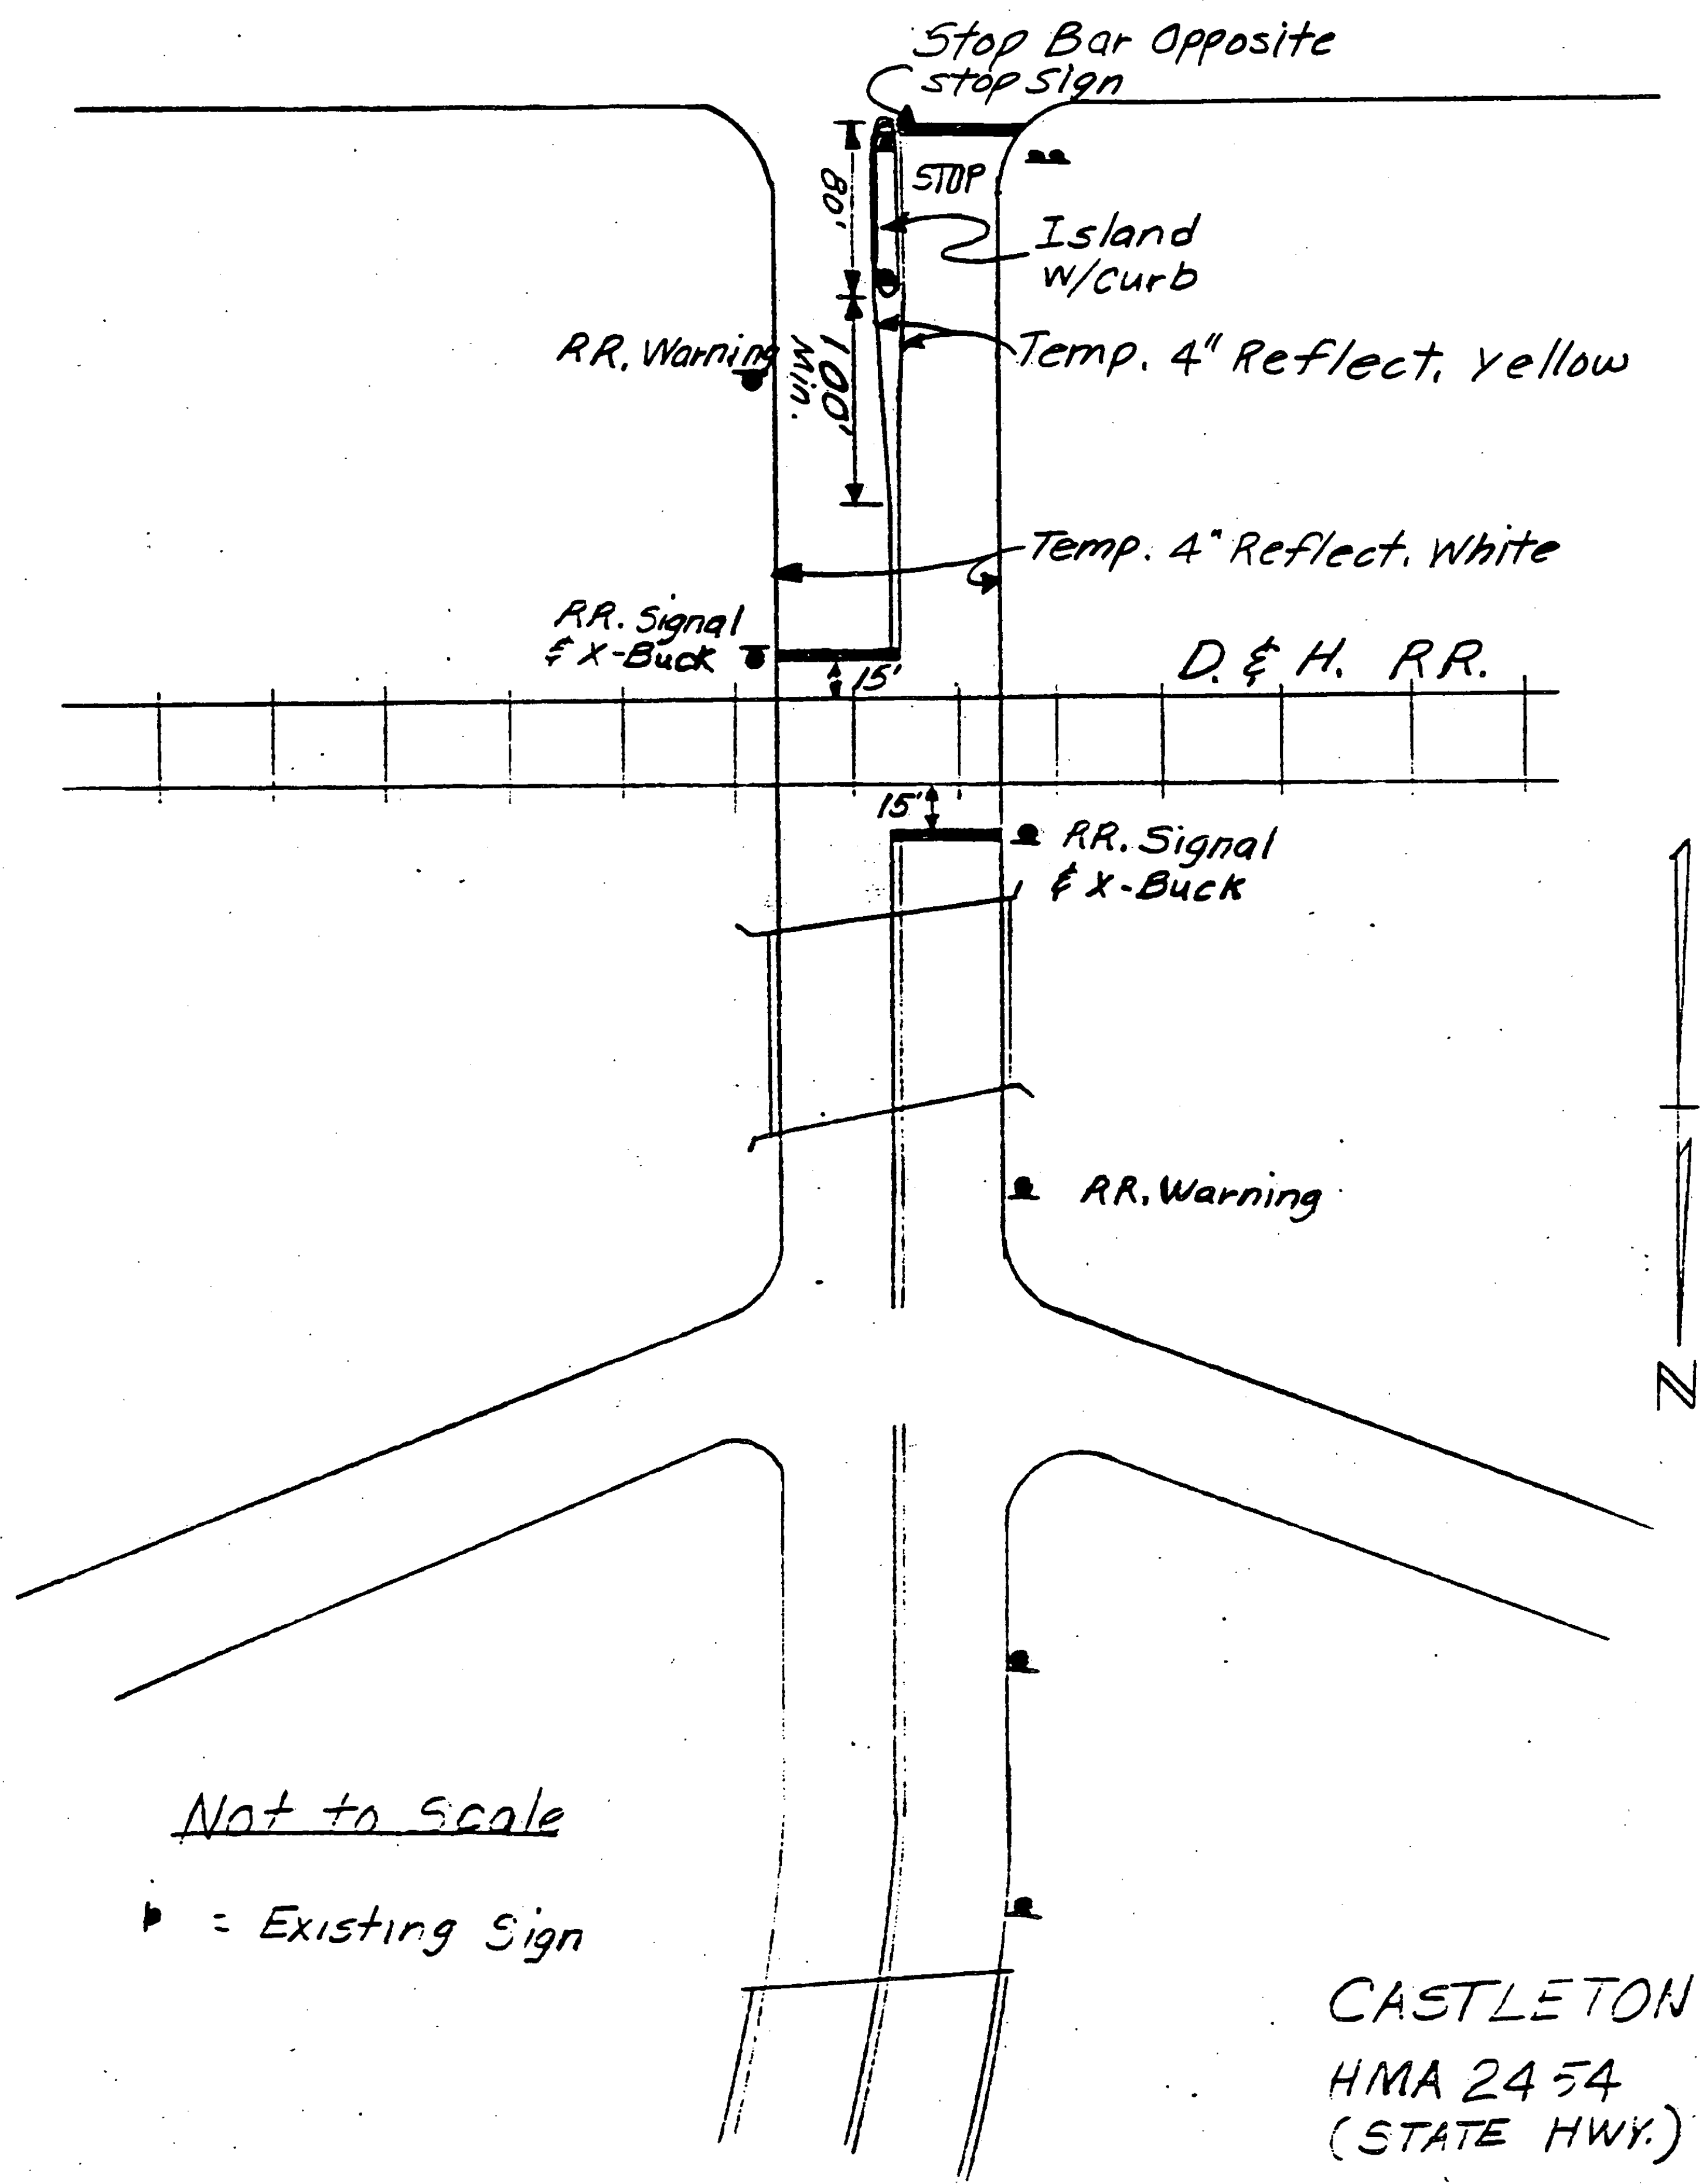 Stop Bar Opposite
stop sign
80'
STOP
Island
w/curb
RR. Warning
100'
Min.
Temp. 4" Reflect. Yellow
Temp. 4" Reflect. White
RR. Signal
& X-Buck
15'
D. & H. RR.
15'
RR. Signal
& X-Buck
RR. Warning
N
Not to Scale
= Existing Sign
CASTLETON
HMA 2454
(STATE HWY.)